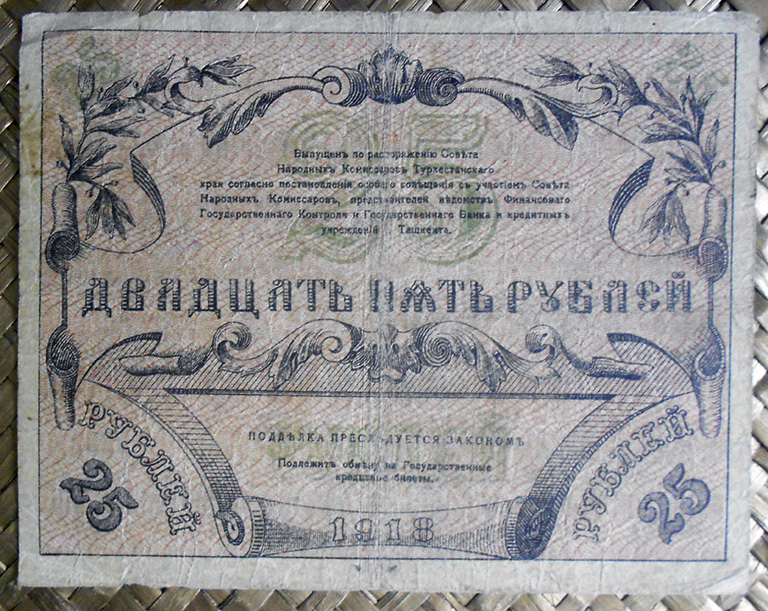 Выпущенъ по распоряженію Совѣта
Народныхъ Комиссаровъ Туркестанскаго
края согласно постановленій особаго совѣщанія съ участіемъ Совѣта
Народныхъ Комиссаровъ, представителей вѣдомствъ Финансоваго
Государственнаго Контроля и Государственнаго Банка и кредитныхъ
учрежденій г. Ташкента.
25
ДВАДЦАТЬ ПЯТЬ РУБЛЕЙ
ПОДДѢЛКА ПРЕСЛѢДУЕТСЯ ЗАКОНОМЪ
Подлежитъ обмѣну на Государственные
кредитные билеты.
РУБЛЕЙ
25
1918
РУБЛЕЙ
25